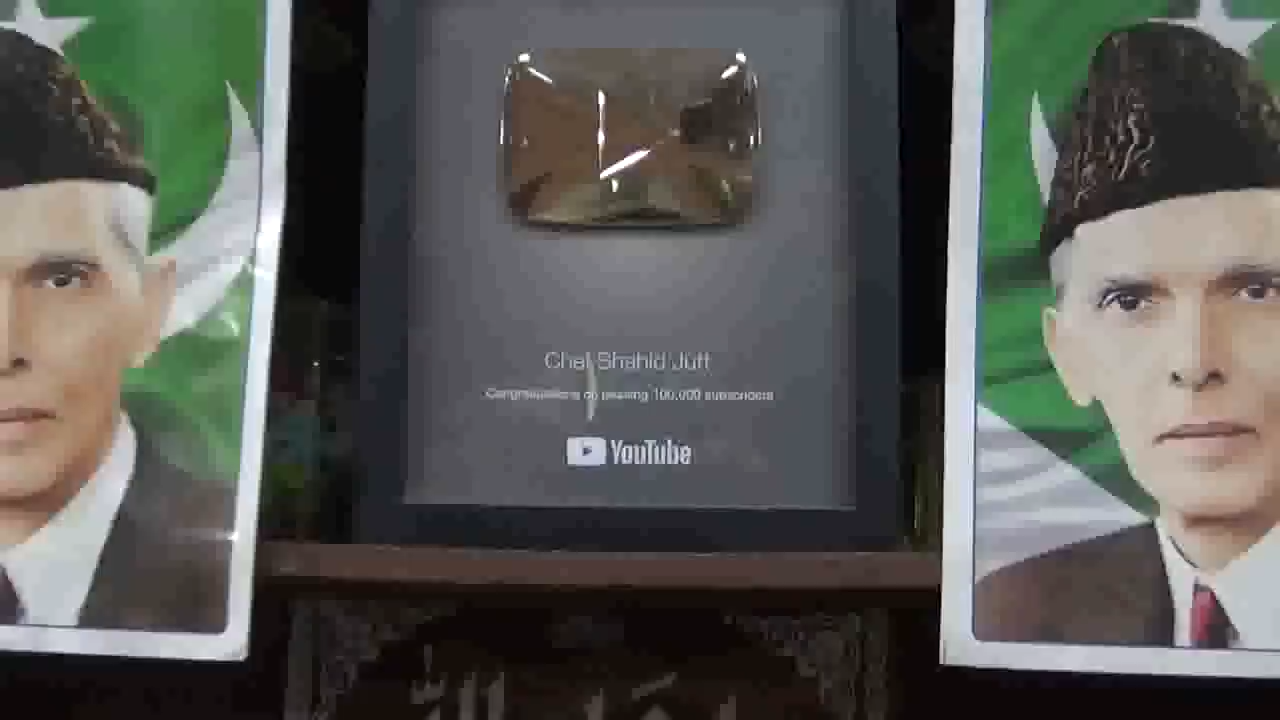 Chef Shahid Jutt
Congratulations on passing 100,000 subscribers
YouTube